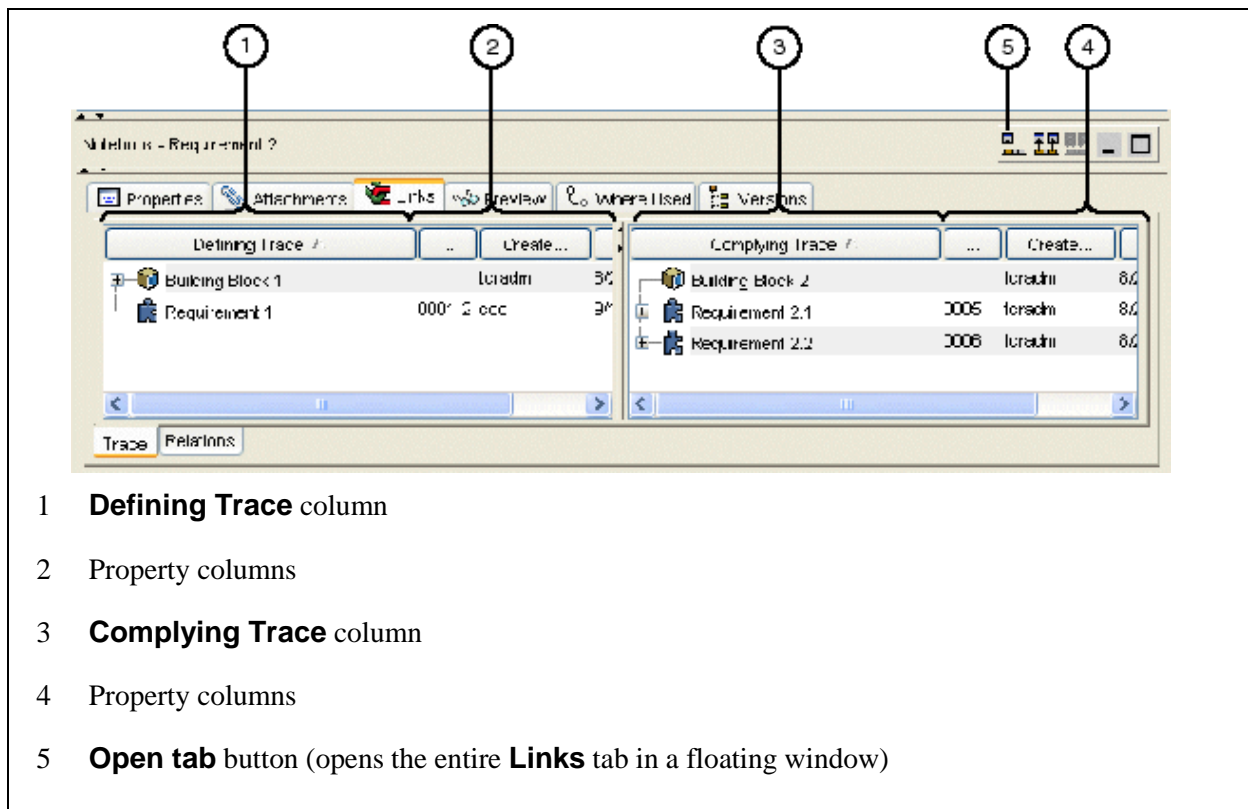 1 2 3 5 4
Requirement 2
Properties Attachments Links Preview Where Used Versions
Defining Trace ... Create... Complying Trace ... Create...
Building Block 1 Building Block 2
Requirement 1 Requirement 2.1 0005
Requirement 2.2 0006
Trace Relations
1 Defining Trace column
2 Property columns
3 Complying Trace column
4 Property columns
5 Open tab button (opens the entire Links tab in a floating window)